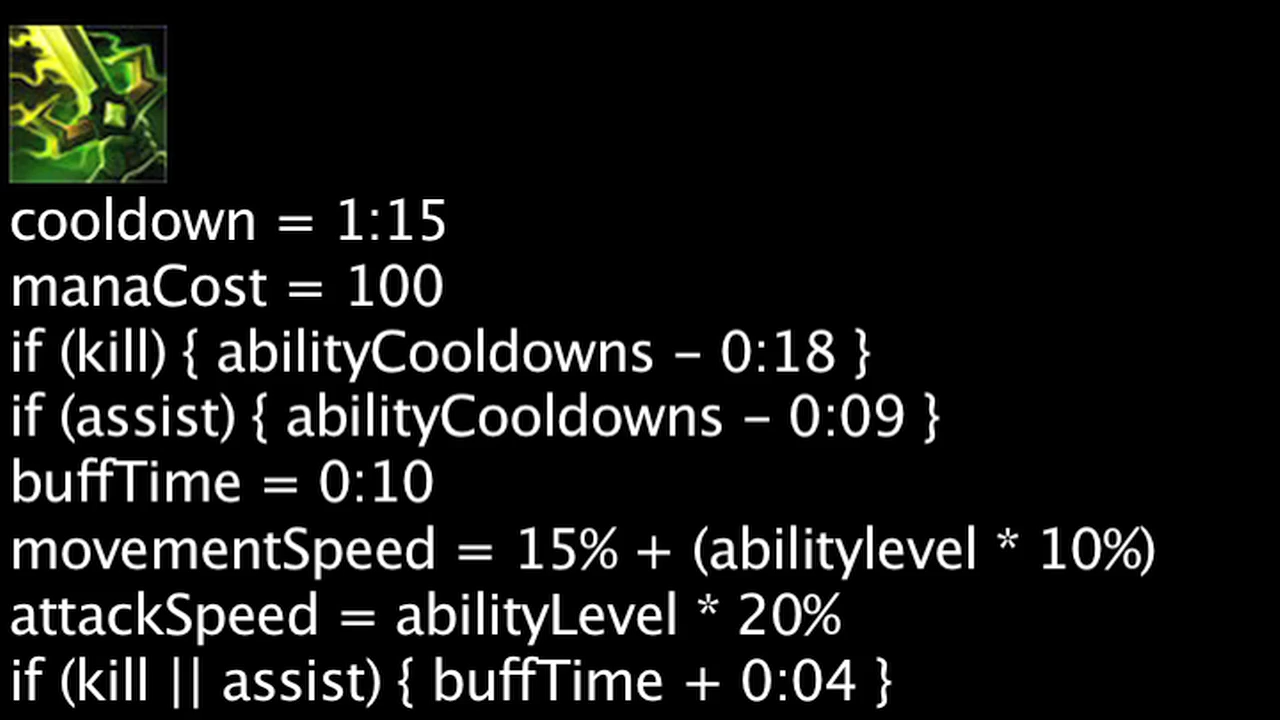 cooldown = 1:15
manaCost = 100
if (kill) { abilityCooldowns – 0:18 }
if (assist) { abilityCooldowns – 0:09 }
buffTime = 0:10
movementSpeed = 15% + (abilitylevel * 10%)
attackSpeed = abilityLevel * 20%
if (kill || assist) { buffTime + 0:04 }